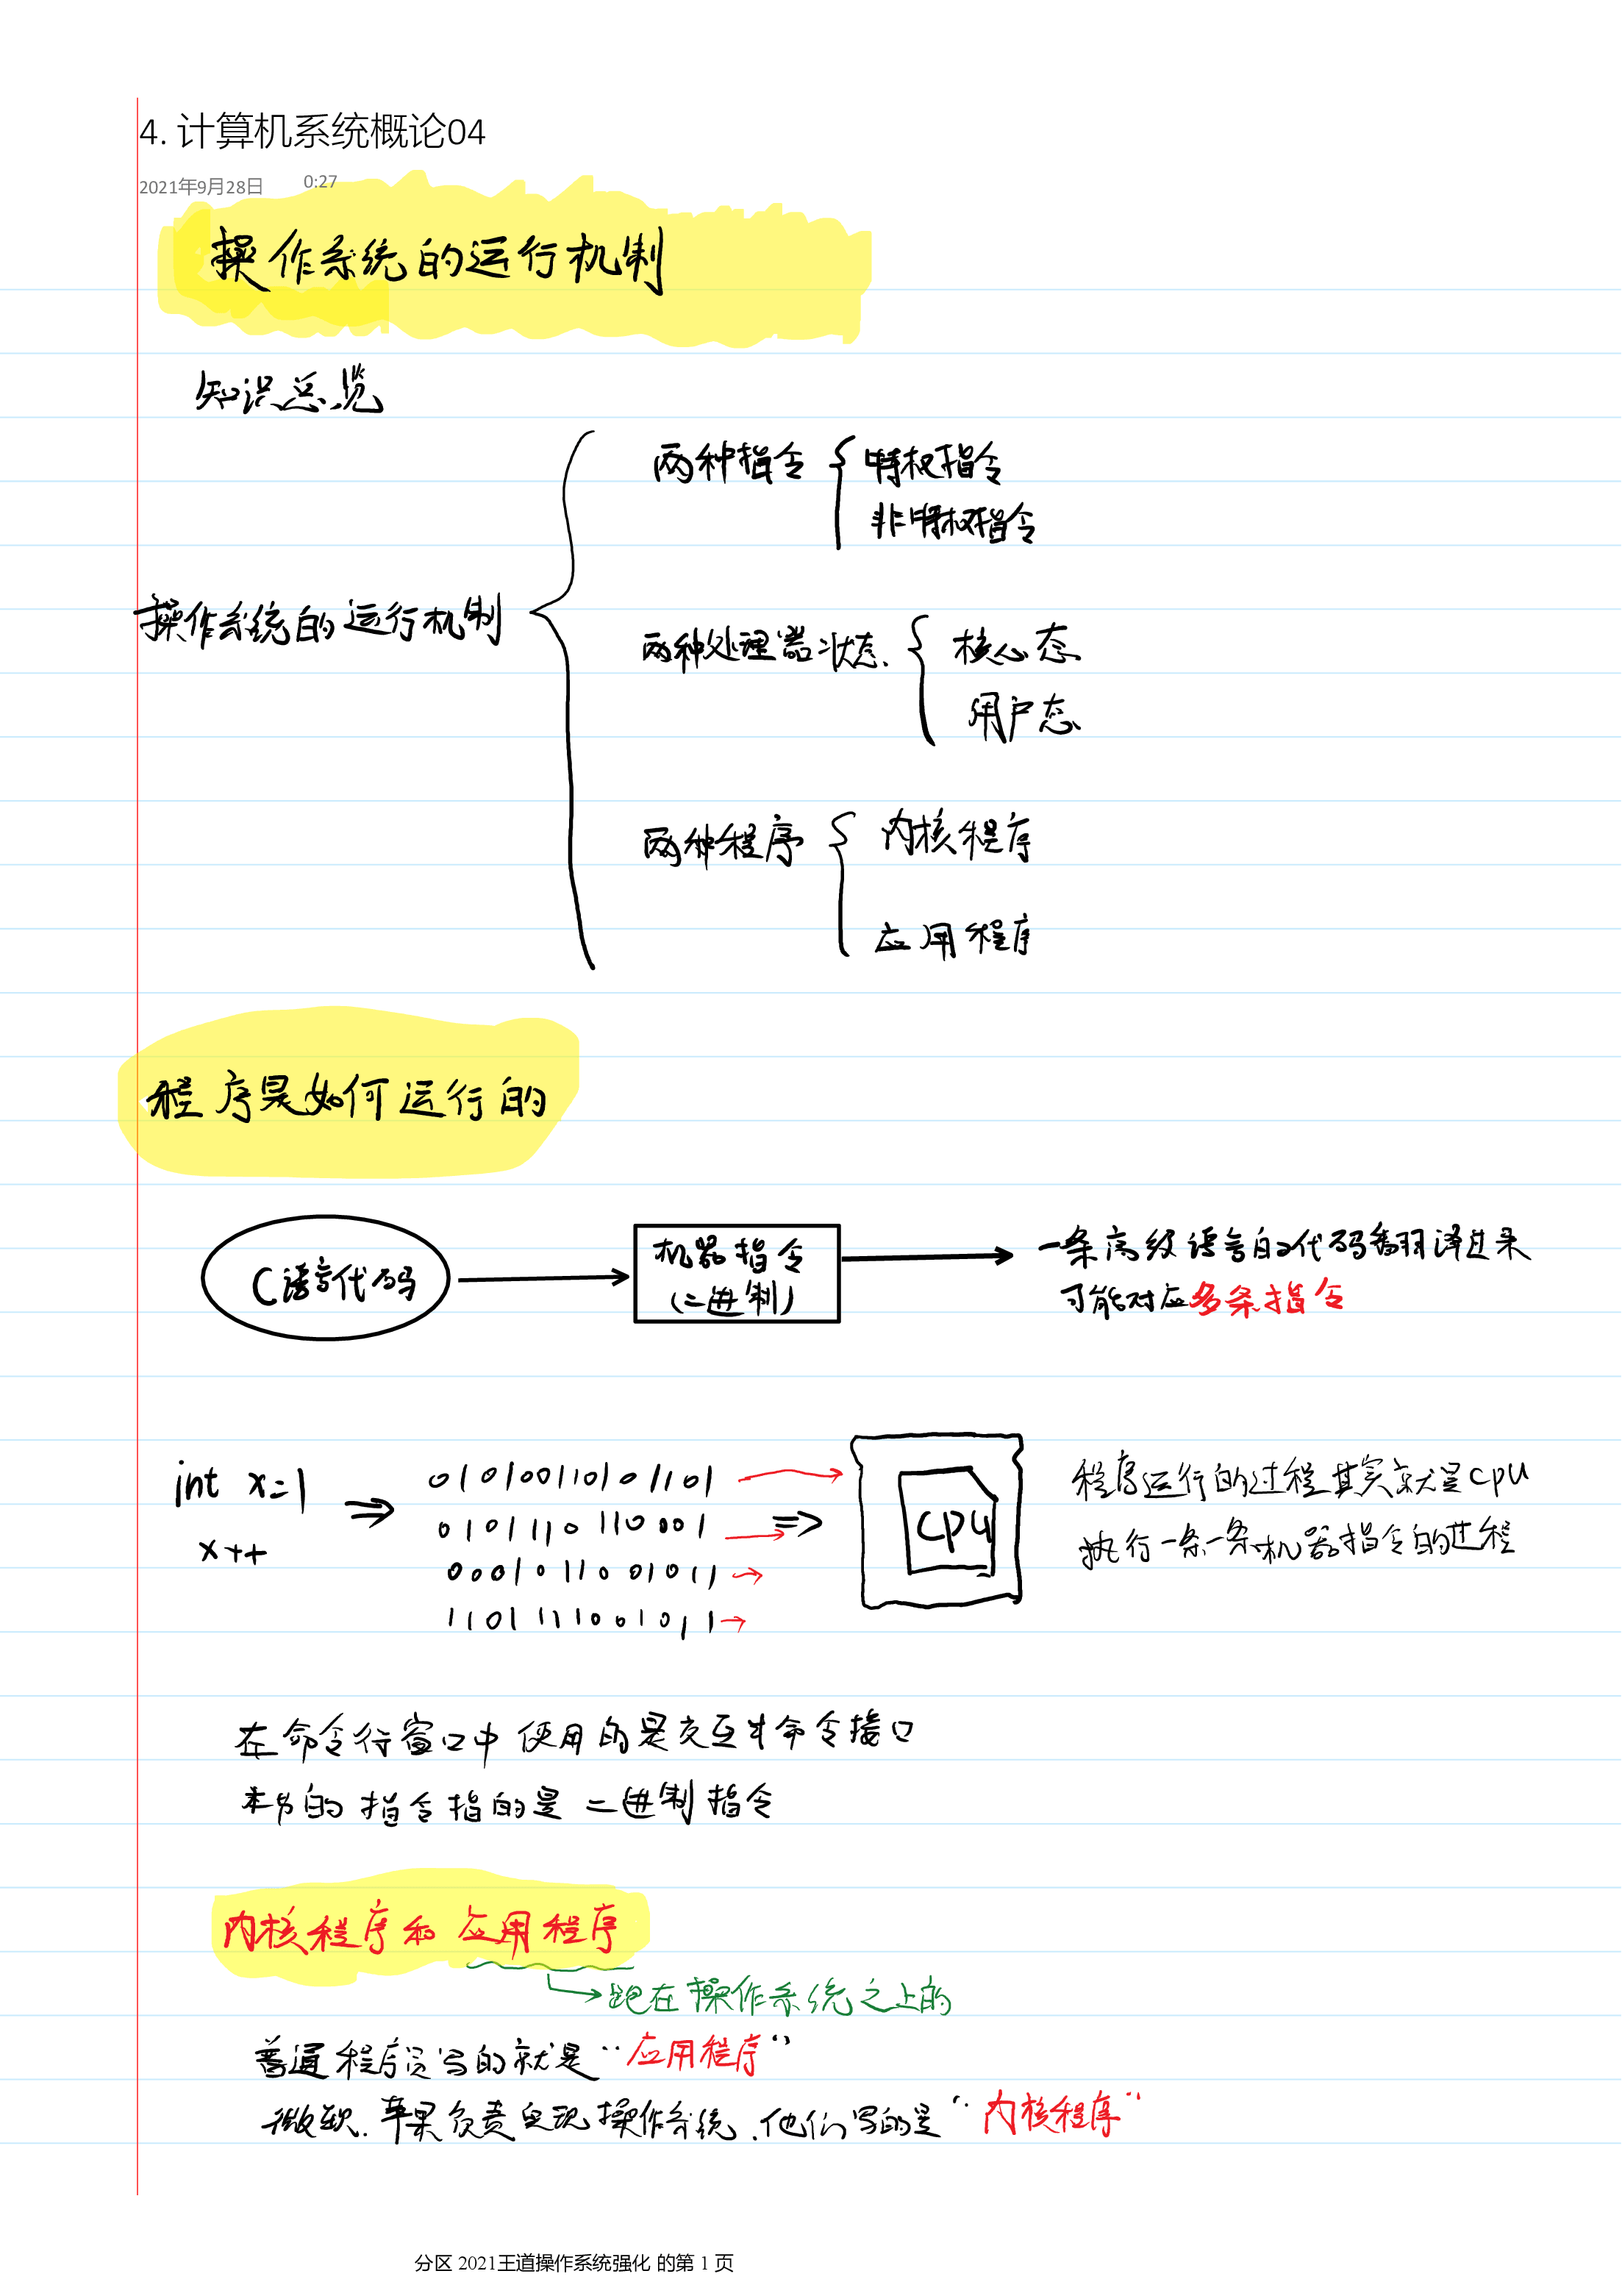 4. 计算机系统概论04
2021年9月28日 0:27
操作系统的运行机制
知识总览
两种指令 特权指令
非特权指令
操作系统的运行机制
两种处理器状态 核心态
用户态
两种程序 内核程序
应用程序
程序是如何运行的
C语言代码
机器指令
(二进制)
一条高级语言的代码翻译过来
可能对应多条指令
int x=1
x++
010100110101101
0101110110001
0001011001011
1101111001011
cpu
程序运行的过程其实就是cpu
执行一条一条机器指令的过程
在命令行窗口中使用的是交互式命令接口
本节的指令指的是二进制指令
内核程序和应用程序
跑在操作系统之上的
普通程序员写的就是“应用程序”
微软、苹果负责实现操作系统,他们写的是“内核程序”
分区 2021王道操作系统强化 的第 1 页